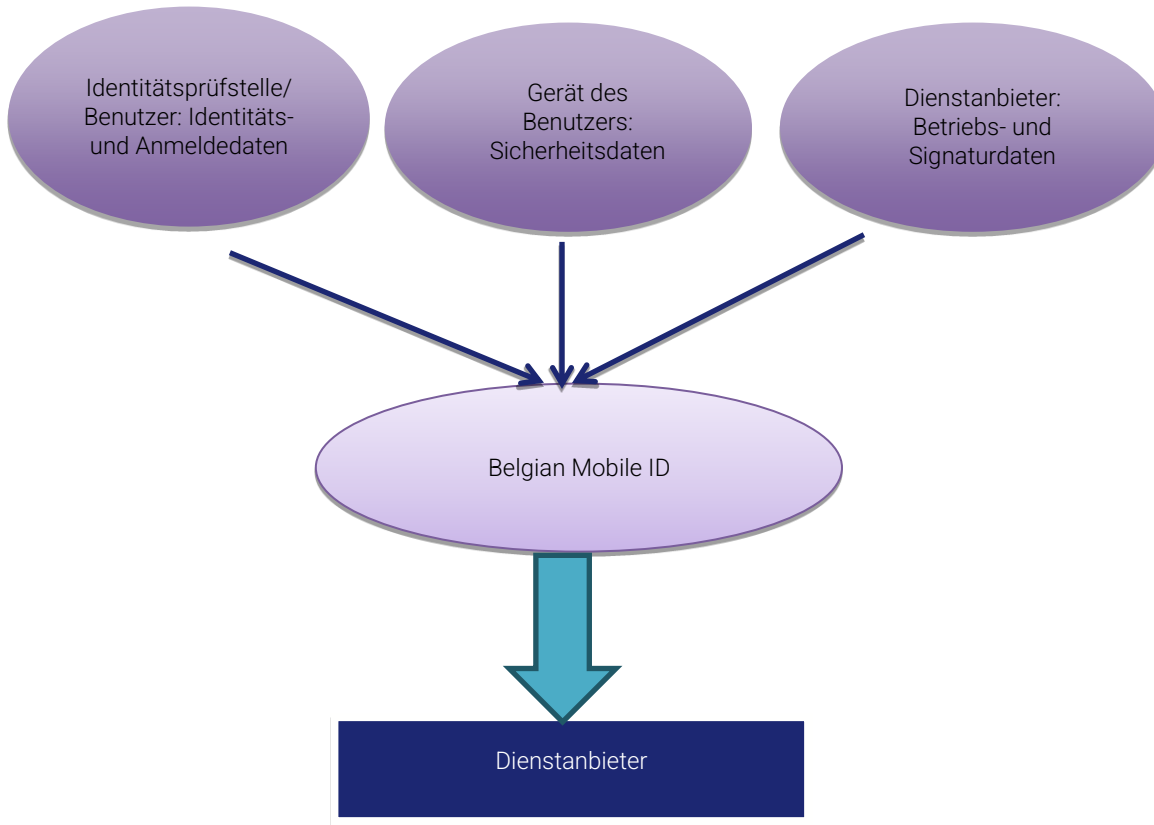 Identitätsprüfstelle/
Benutzer: Identitäts-
und Anmeldedaten
Gerät des
Benutzers:
Sicherheitsdaten
Dienstanbieter:
Betriebs- und
Signaturdaten
Belgian Mobile ID
Dienstanbieter